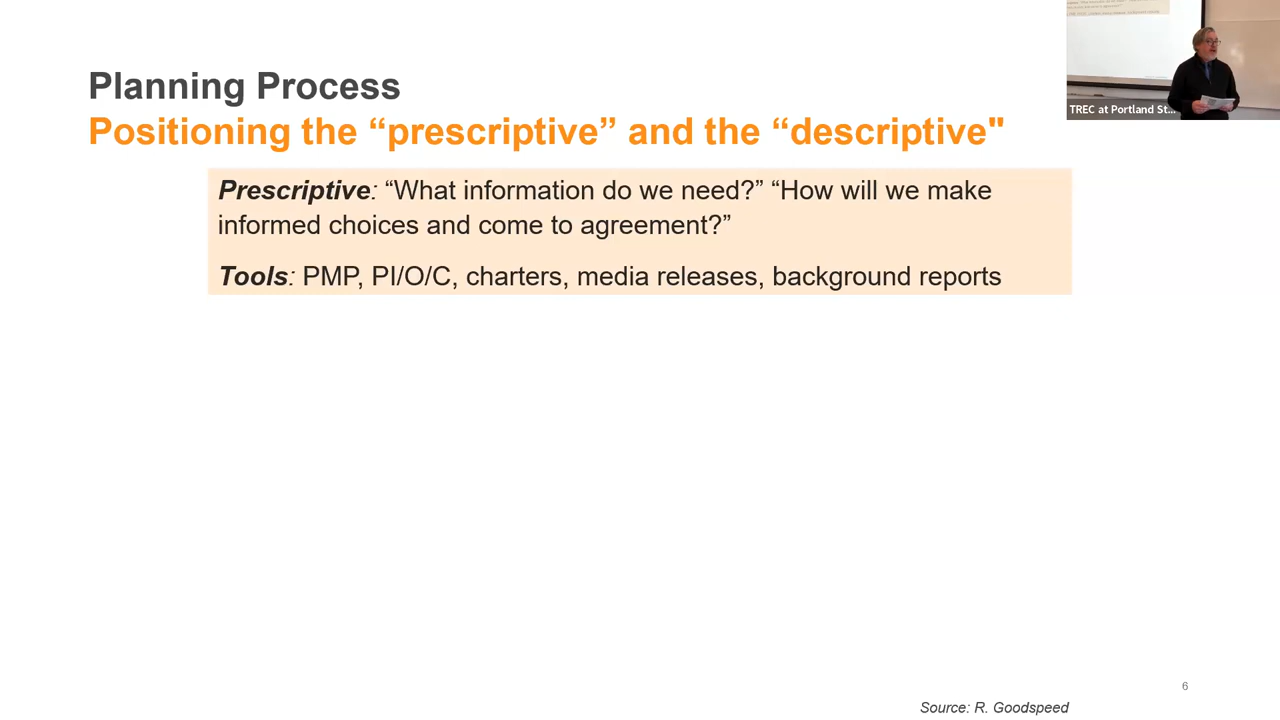 Planning Process
Positioning the “prescriptive” and the “descriptive"
Prescriptive: “What information do we need?” “How will we make
informed choices and come to agreement?”
Tools: PMP, PI/O/C, charters, media releases, background reports
TREC at Portland St...
6
Source: R. Goodspeed